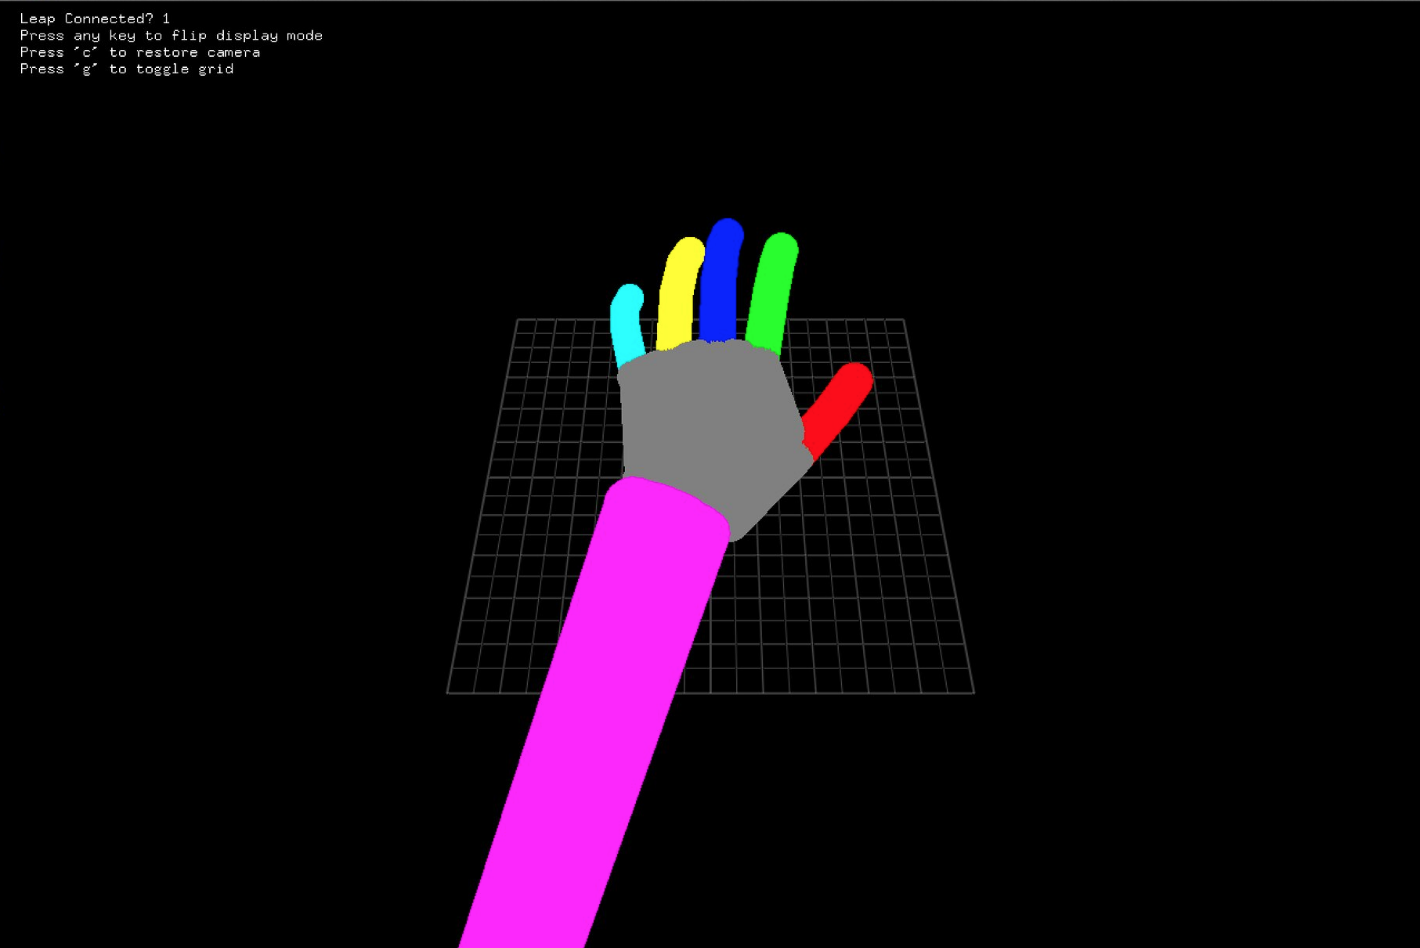 Leap Connected? 1
Press any key to flip display mode
Press 'c' to restore camera
Press 'g' to toggle grid